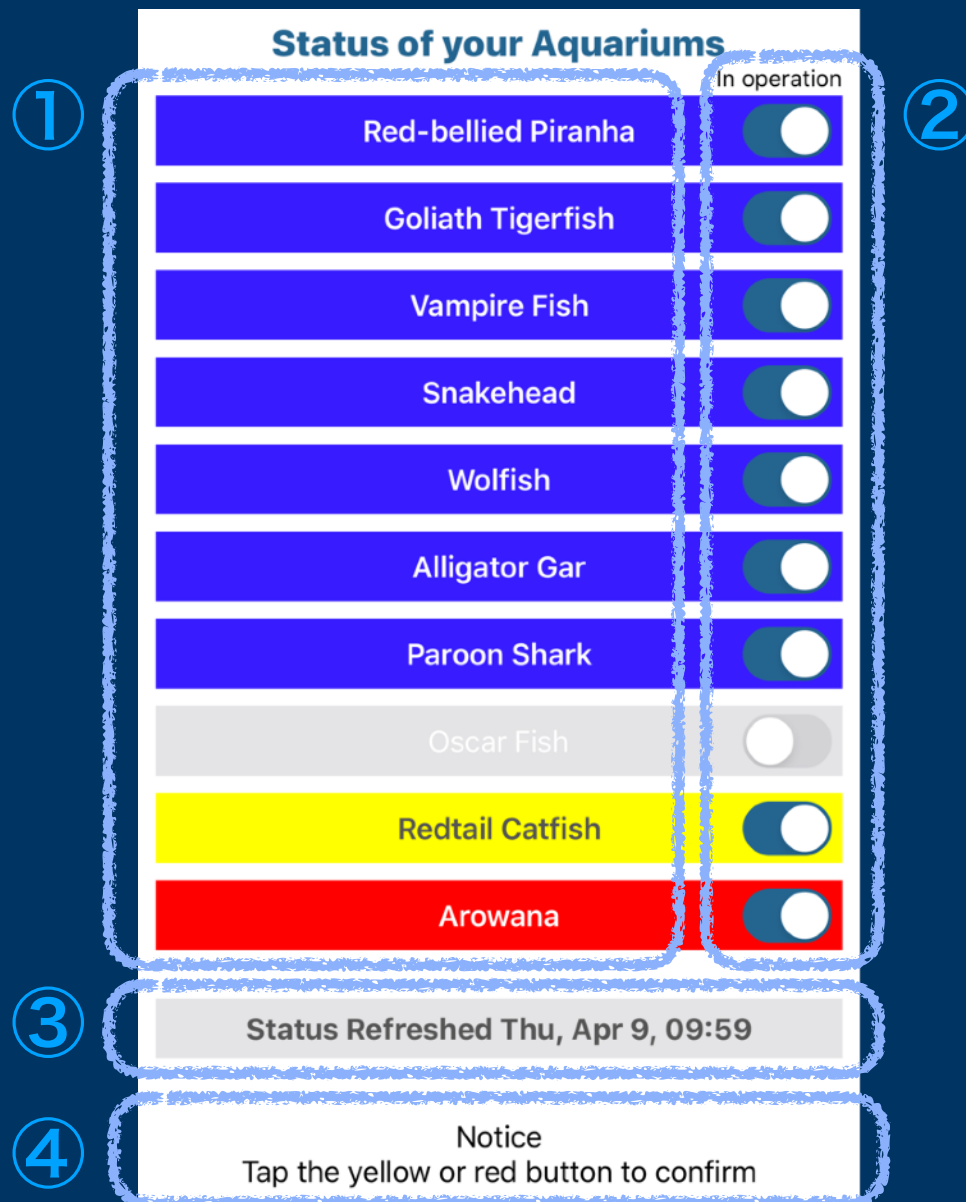 Status of your Aquariums
In operation
①
②
Red-bellied Piranha
Goliath Tigerfish
Vampire Fish
Snakehead
Wolfish
Alligator Gar
Paroon Shark
Oscar Fish
Redtail Catfish
Arowana
③
Status Refreshed Thu, Apr 9, 09:59
④
Notice
Tap the yellow or red button to confirm